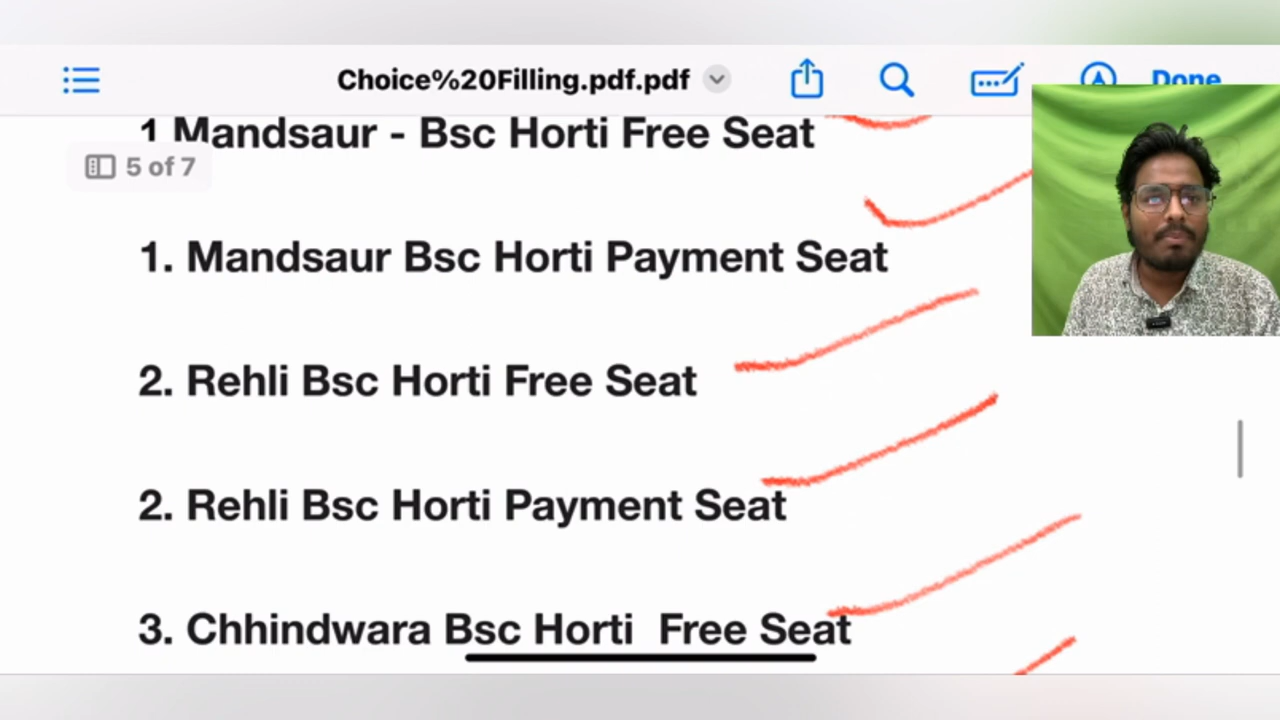 Choice%20Filling.pdf.pdf
Done
1 Mandsaur - Bsc Horti Free Seat
5 of 7
1. Mandsaur Bsc Horti Payment Seat
2. Rehli Bsc Horti Free Seat
2. Rehli Bsc Horti Payment Seat
3. Chhindwara Bsc Horti Free Seat